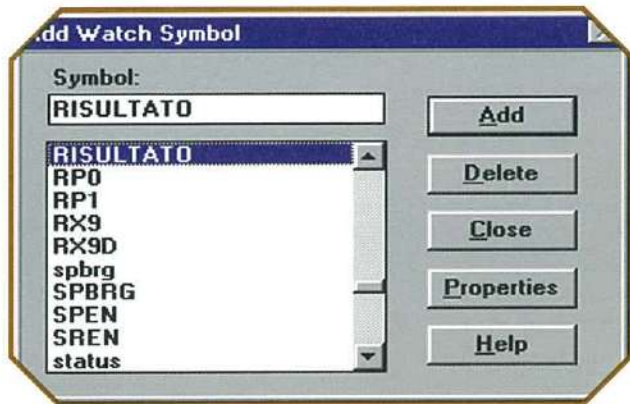 dd Watch Symbol
Symbol:
RISULTATO
RISULTATO
RP0
RP1
RX9
RX9D
spbrg
SPBRG
SPEN
SREN
status
Add
Delete
Close
Properties
Help